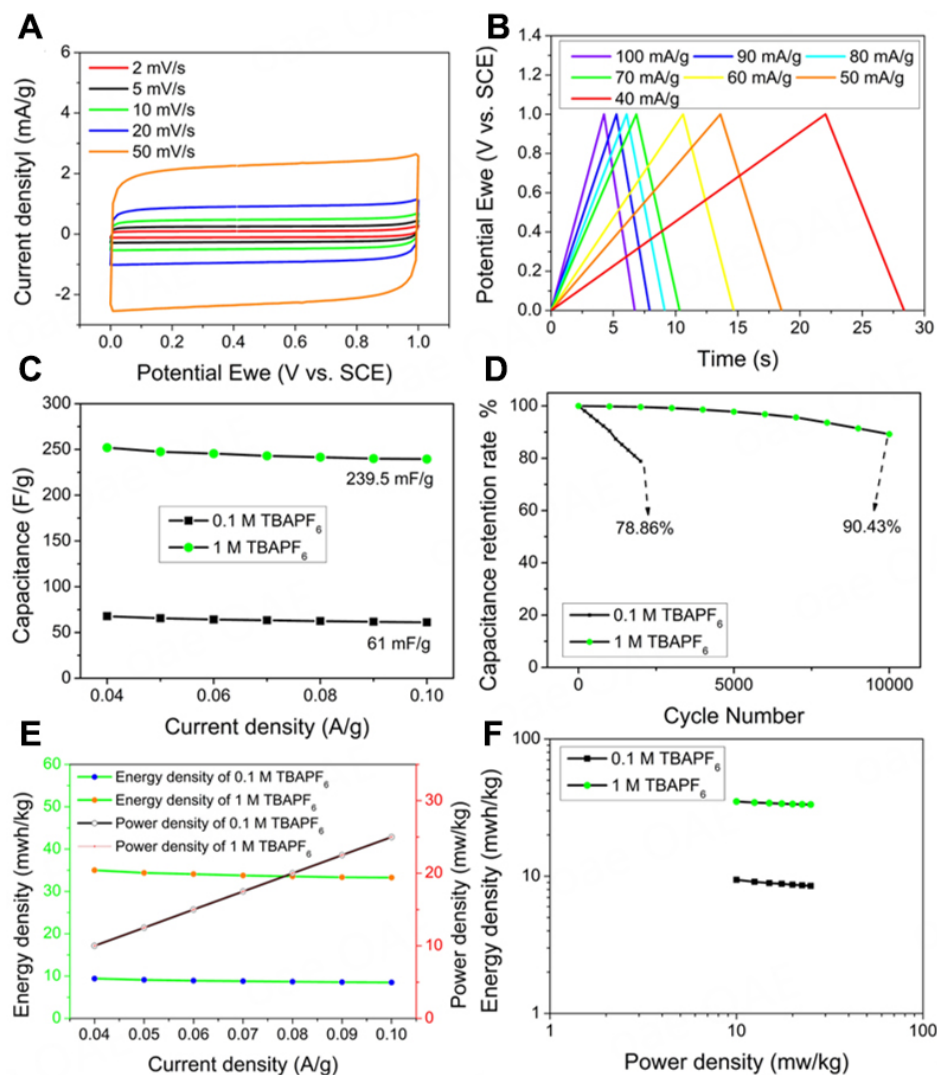 A
Current densityl (mA/g)
6
4
2
0
-2
2 mV/s
5 mV/s
10 mV/s
20 mV/s
50 mV/s
0.0 0.2 0.4 0.6 0.8 1.0
Potential Ewe (V vs. SCE)
B
Potential Ewe (V vs. SCE)
1.4
1.2
1.0
0.8
0.6
0.4
0.2
0.0
100 mA/g 90 mA/g 80 mA/g
70 mA/g 60 mA/g 50 mA/g
40 mA/g
0 5 10 15 20 25 30
Time (s)
C
Capacitance (F/g)
300
250
200
150
100
50
0
239.5 mF/g
0.1 M TBAPF6
1 M TBAPF6
61 mF/g
0.04 0.06 0.08 0.10
Current density (A/g)
D
Capacitance retention rate %
120
100
80
60
40
20
0
78.86%
90.43%
0.1 M TBAPF6
1 M TBAPF6
0 5000 10000
Cycle Number
E
Energy density (mwh/kg)
60
50
40
30
20
10
0
Energy density of 0.1 M TBAPF6
Energy density of 1 M TBAPF6
Power density of 0.1 M TBAPF6
Power density of 1 M TBAPF6
30
20
10
0
Power density (mw/kg)
0.04 0.05 0.06 0.07 0.08 0.09 0.10
Current density (A/g)
F
Energy density (mwh/kg)
100
10
1
0.1 M TBAPF6
1 M TBAPF6
1 10 100
Power density (mw/kg)